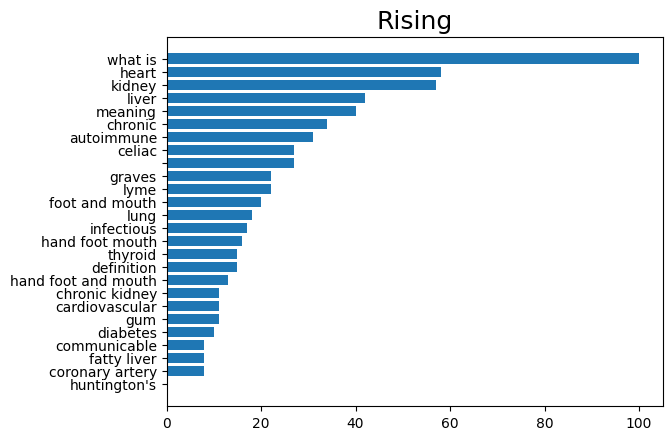 Rising
what is
heart
kidney
liver
meaning
chronic
autoimmune
celiac
graves
lyme
foot and mouth
lung
infectious
hand foot mouth
thyroid
definition
hand foot and mouth
chronic kidney
cardiovascular
gum
diabetes
communicable
fatty liver
coronary artery
huntington's
0 20 40 60 80 100